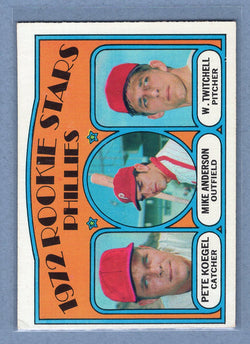 1972 ROOKIE STARS
PHILLIES
PETE KOEGEL
CATCHER
MIKE ANDERSON
OUTFIELD
W. TWITCHELL
PITCHER